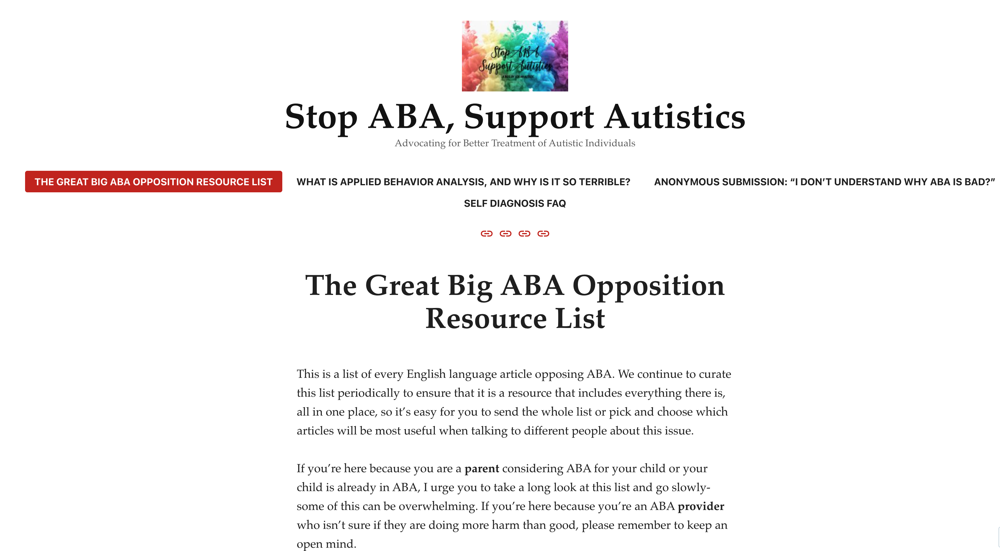 Stop ABA
Support Autistics
A BLOG BY ASK AN AUTISTIC
Stop ABA, Support Autistics
Advocating for Better Treatment of Autistic Individuals
THE GREAT BIG ABA OPPOSITION RESOURCE LIST
WHAT IS APPLIED BEHAVIOR ANALYSIS, AND WHY IS IT SO TERRIBLE?
ANONYMOUS SUBMISSION: “I DON’T UNDERSTAND WHY ABA IS BAD?”
SELF DIAGNOSIS FAQ
The Great Big ABA Opposition
Resource List
This is a list of every English language article opposing ABA. We continue to curate
this list periodically to ensure that it is a resource that includes everything there is,
all in one place, so it’s easy for you to send the whole list or pick and choose which
articles will be most useful when talking to different people about this issue.
If you’re here because you are a parent considering ABA for your child or your
child is already in ABA, I urge you to take a long look at this list and go slowly-
some of this can be overwhelming. If you’re here because you’re an ABA provider
who isn’t sure if they are doing more harm than good, please remember to keep an
open mind.